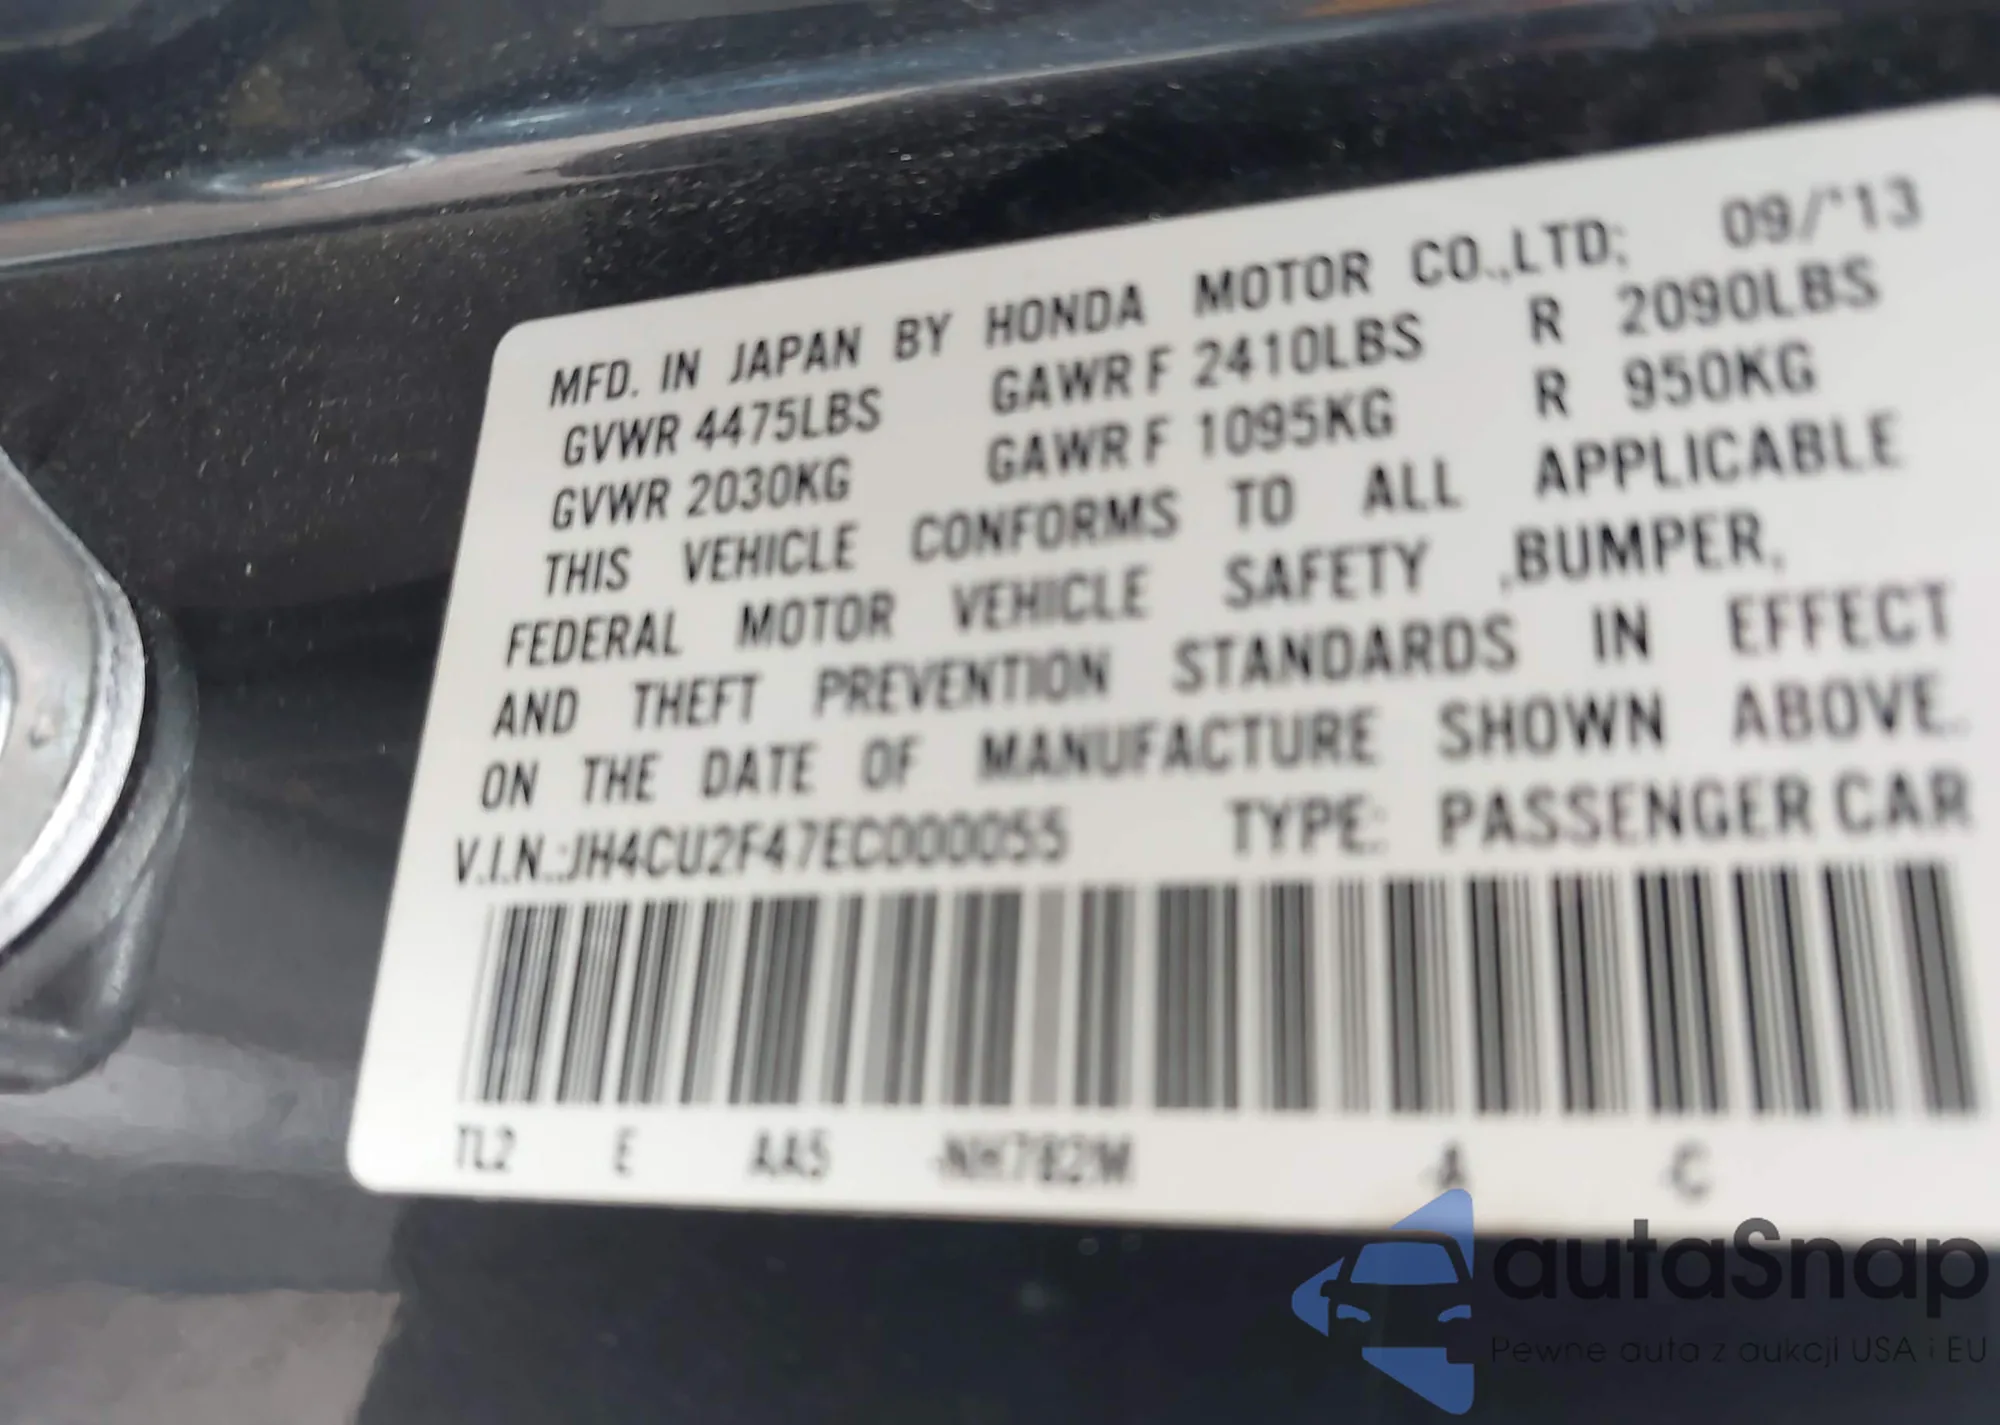 MFD. IN JAPAN BY HONDA MOTOR CO.,LTD; 09/'13
GVWR 4475LBS GAWR F 2410LBS R 2090LBS
GVWR 2030KG GAWR F 1095KG R 950KG
THIS VEHICLE CONFORMS TO ALL APPLICABLE
FEDERAL MOTOR VEHICLE SAFETY ,BUMPER,
AND THEFT PREVENTION STANDARDS IN EFFECT
ON THE DATE OF MANUFACTURE SHOWN ABOVE.
V.I.N.:JH4CU2F47EC000055 TYPE: PASSENGER CAR
TL2 E AA5 -NH782M A C
autaSnap
Pewne auta z aukcji USA i EU